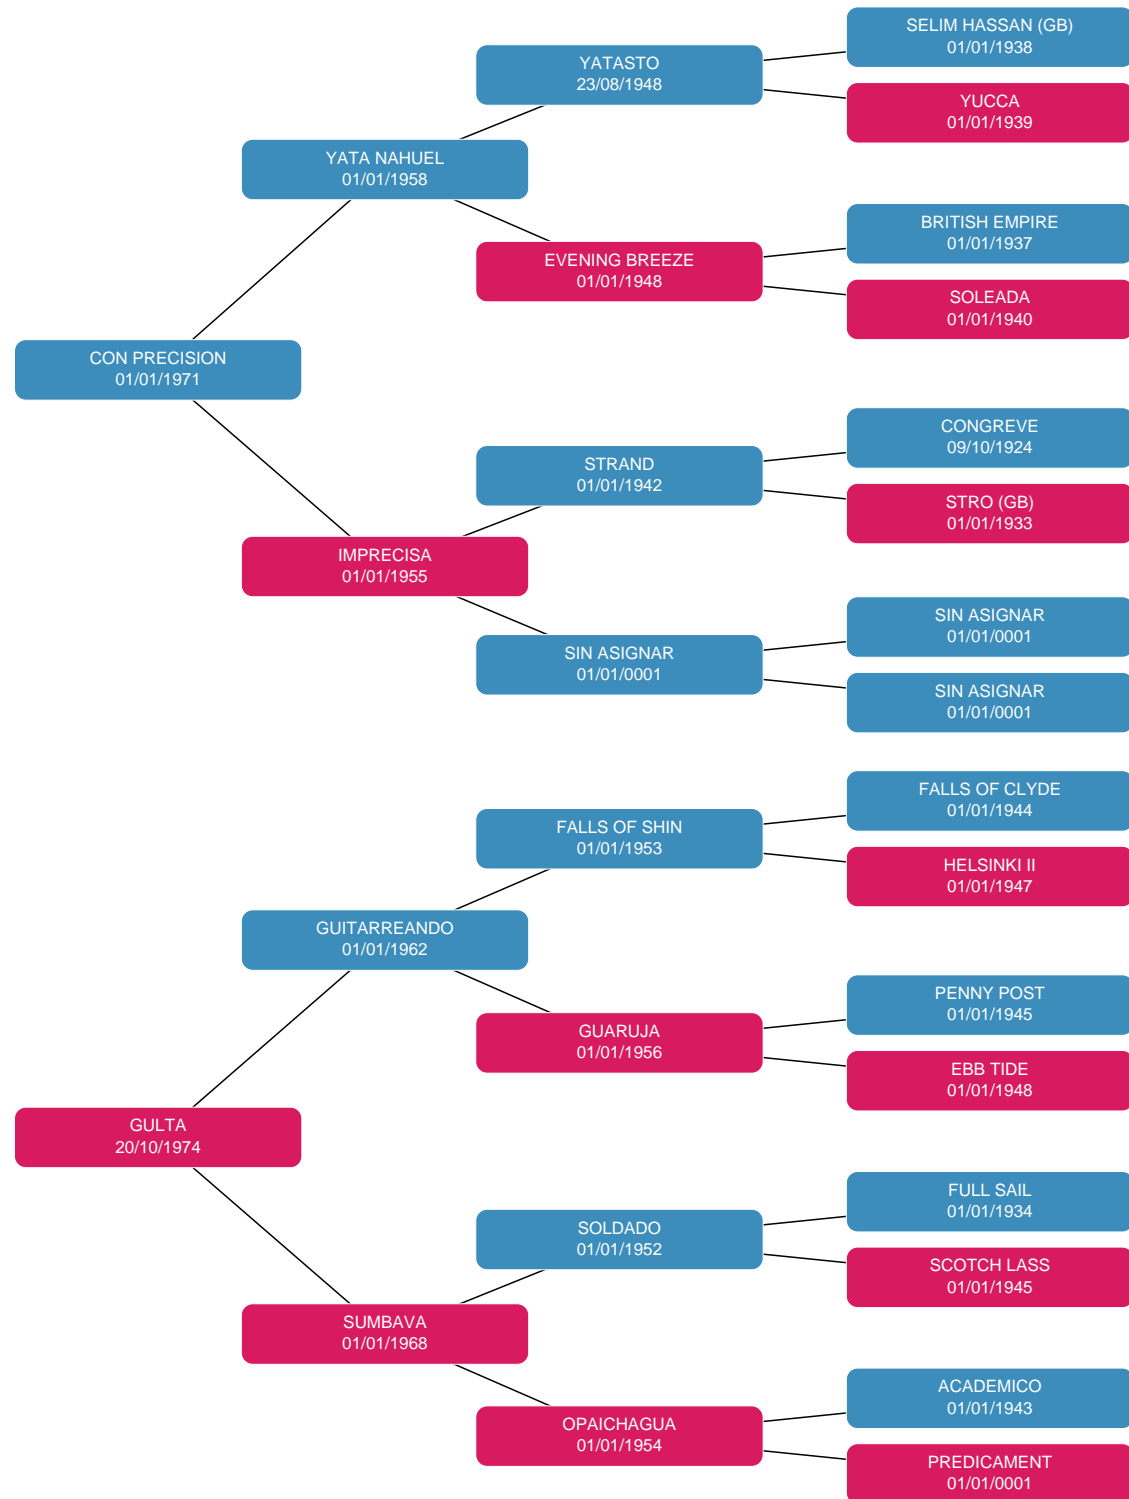 SELIM HASSAN (GB)
01/01/1938
YATASTO
23/08/1948
YUCCA
01/01/1939
YATA NAHUEL
01/01/1958
BRITISH EMPIRE
01/01/1937
EVENING BREEZE
01/01/1948
SOLEADA
01/01/1940
CON PRECISION
01/01/1971
CONGREVE
09/10/1924
STRAND
01/01/1942
STRO (GB)
01/01/1933
IMPRECISA
01/01/1955
SIN ASIGNAR
01/01/0001
SIN ASIGNAR
01/01/0001
SIN ASIGNAR
01/01/0001
FALLS OF CLYDE
01/01/1944
FALLS OF SHIN
01/01/1953
HELSINKI II
01/01/1947
GUITARREANDO
01/01/1962
PENNY POST
01/01/1945
GUARUJA
01/01/1956
EBB TIDE
01/01/1948
GULTA
20/10/1974
FULL SAIL
01/01/1934
SOLDADO
01/01/1952
SCOTCH LASS
01/01/1945
SUMBAVA
01/01/1968
ACADEMICO
01/01/1943
OPAICHAGUA
01/01/1954
PREDICAMENT
01/01/0001